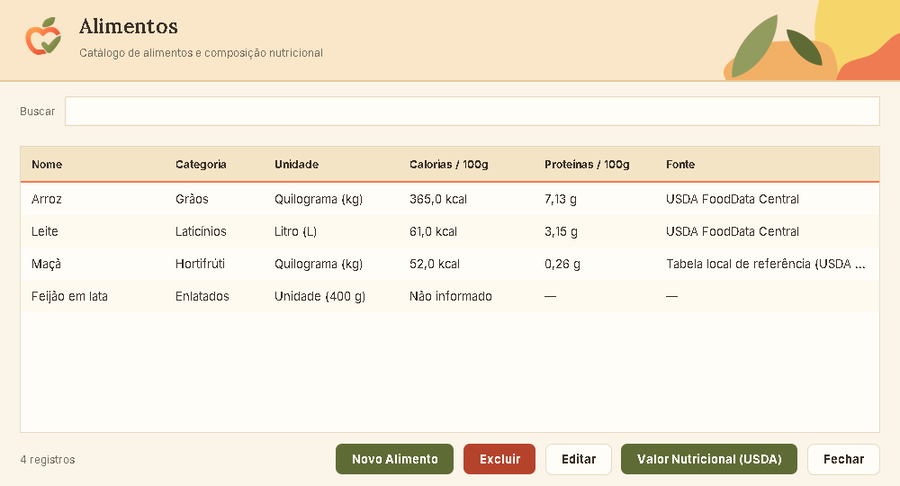 Alimentos
Catálogo de alimentos e composição nutricional
Buscar
Nome Categoria Unidade Calorias / 100g Proteínas / 100g Fonte
Arroz Grãos Quilograma (kg) 365,0 kcal 7,13 g USDA FoodData Central
Leite Laticínios Litro (L) 61,0 kcal 3,15 g USDA FoodData Central
Maçã Hortifrúti Quilograma (kg) 52,0 kcal 0,26 g Tabela local de referência (USDA ...
Feijão em lata Enlatados Unidade (400 g) Não informado — —
4 registros Novo Alimento Excluir Editar Valor Nutricional (USDA) Fechar